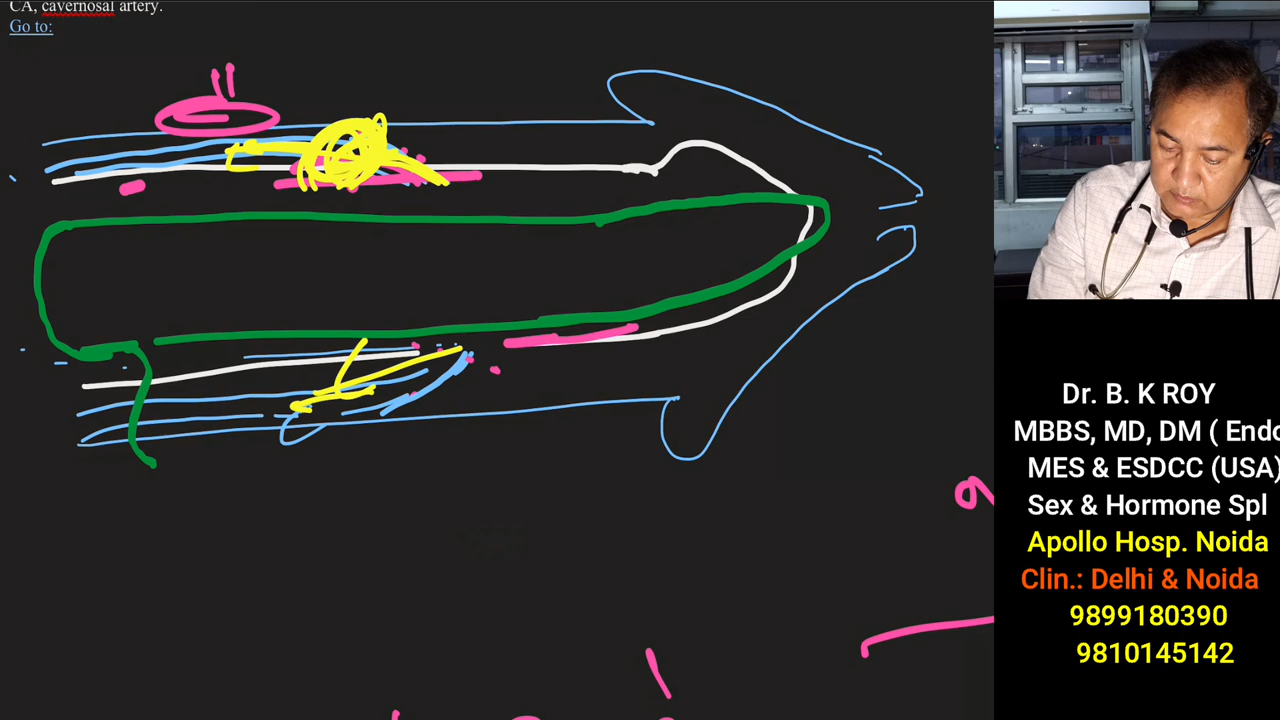 CA, cavernosal artery.
Go to:
Dr. B. K ROY
MBBS, MD, DM ( Endo
MES & ESDCC (USA)
Sex & Hormone Spl
Apollo Hosp. Noida
Clin.: Delhi & Noida
9899180390
9810145142